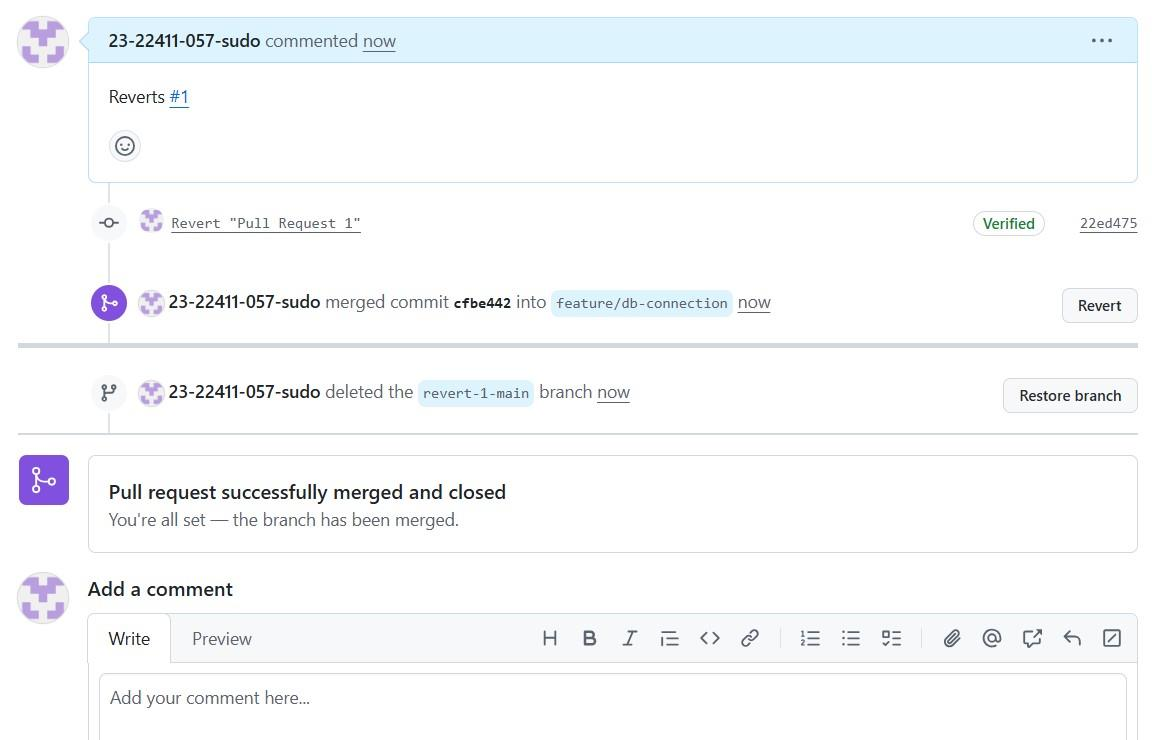 23-22411-057-sudo commented now
Reverts #1
Revert "Pull Request 1" Verified 22ed475
23-22411-057-sudo merged commit cfbe442 into feature/db-connection now Revert
23-22411-057-sudo deleted the revert-1-main branch now Restore branch
Pull request successfully merged and closed
You're all set — the branch has been merged.
Add a comment
Write Preview
Add your comment here...